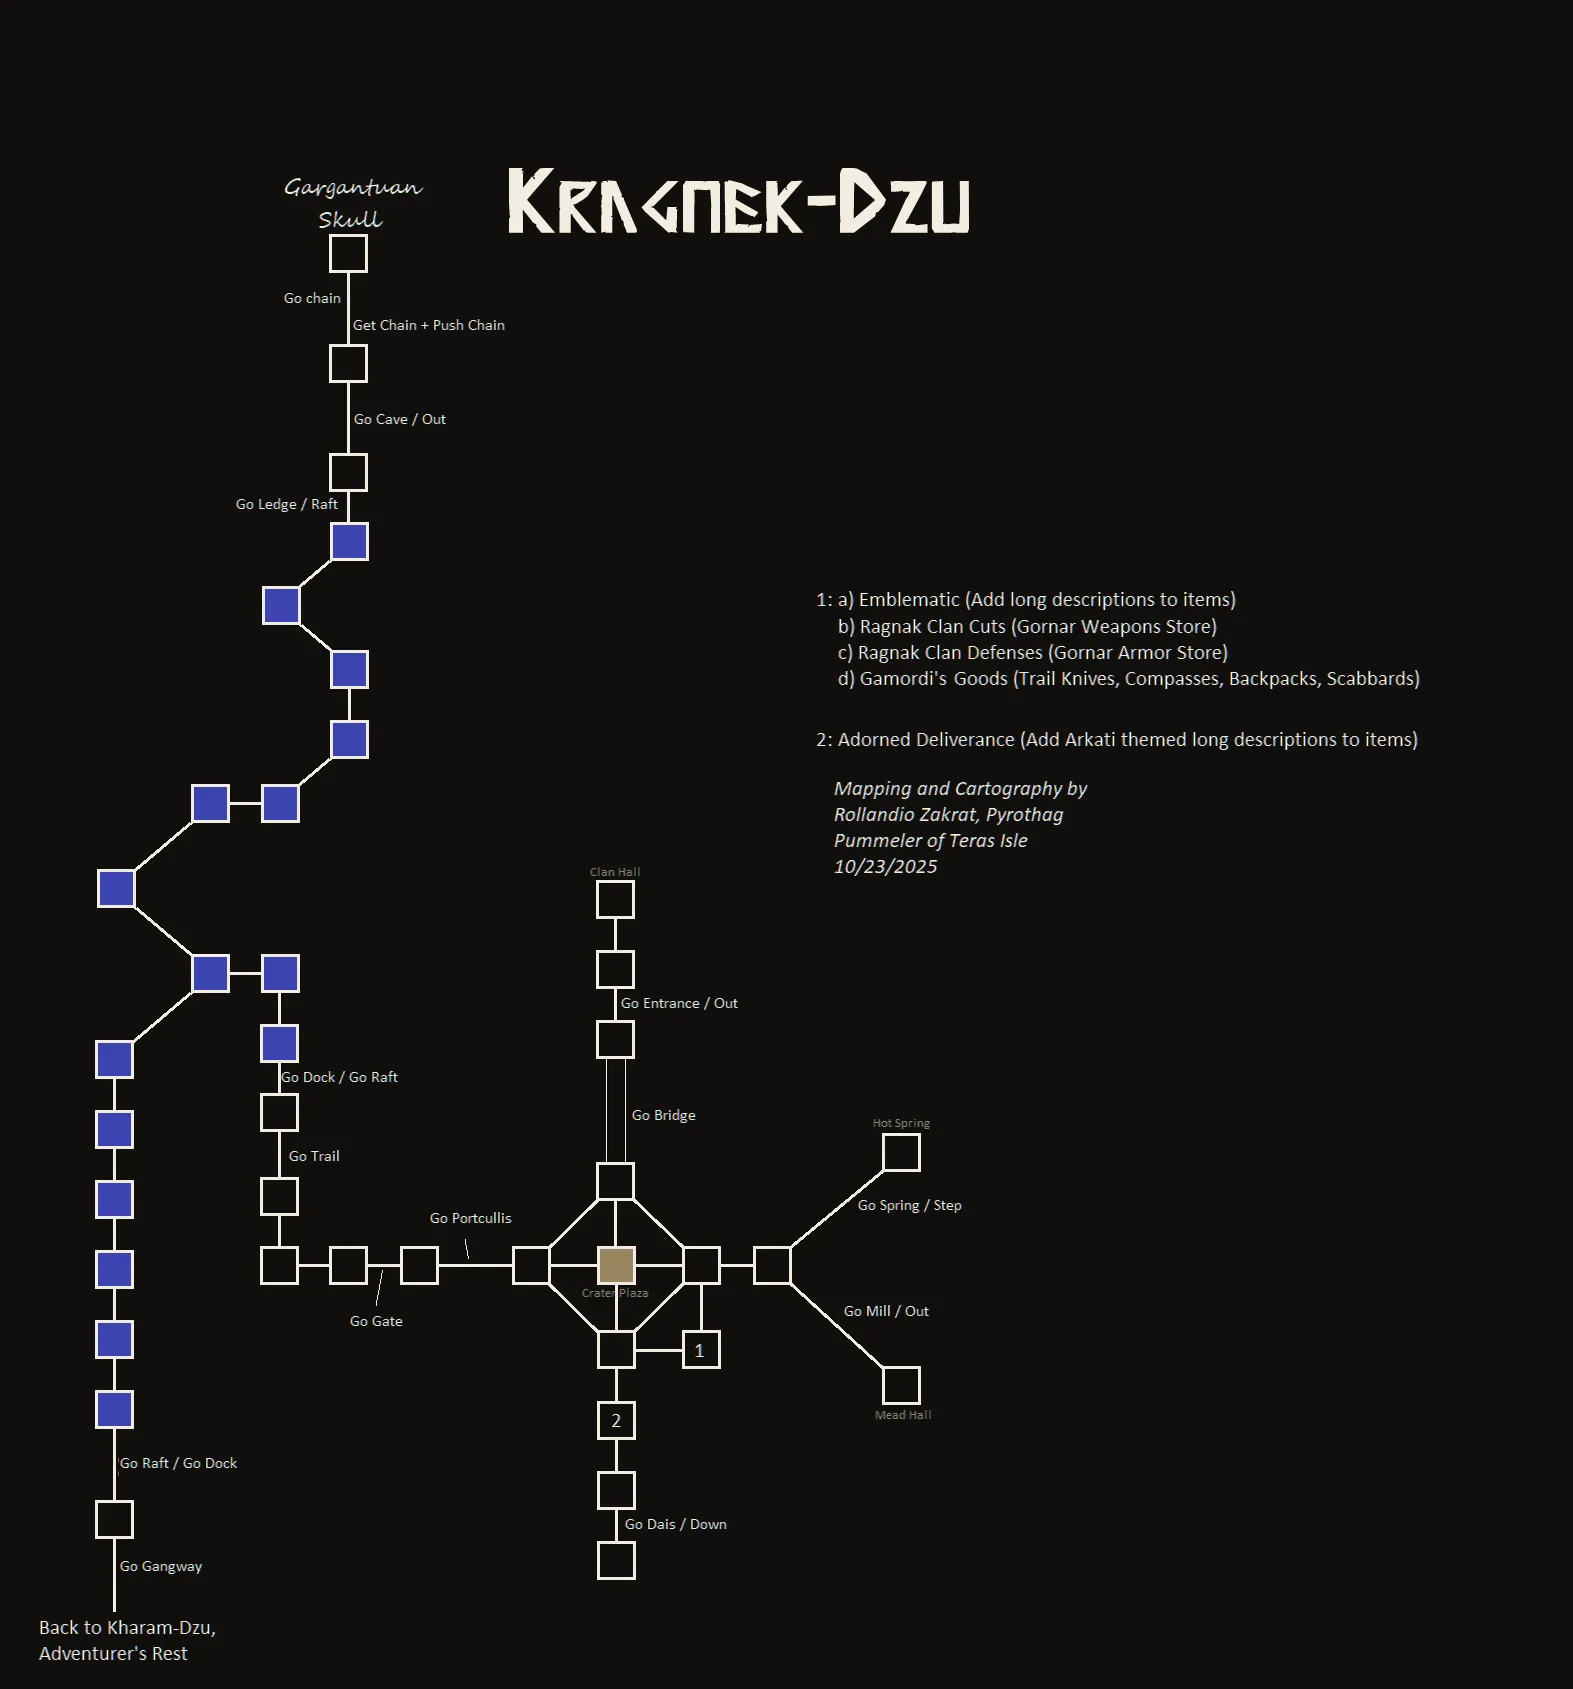 Kragnek-Dzu
Gargantuan
Skull
Go chain
Get Chain + Push Chain
Go Cave / Out
Go Ledge / Raft
1: a) Emblematic (Add long descriptions to items)
b) Ragnak Clan Cuts (Gornar Weapons Store)
c) Ragnak Clan Defenses (Gornar Armor Store)
d) Gamordi's Goods (Trail Knives, Compasses, Backpacks, Scabbards)
2: Adorned Deliverance (Add Arkati themed long descriptions to items)
Mapping and Cartography by
Rollandio Zakrat, Pyrothag
Pummeler of Teras Isle
10/23/2025
Clan Hall
Go Entrance / Out
Go Dock / Go Raft
Go Bridge
Hot Spring
Go Trail
Go Spring / Step
Go Portcullis
Crater Plaza
Go Gate
Go Mill / Out
1
Mead Hall
2
Go Raft / Go Dock
Go Dais / Down
Go Gangway
Back to Kharam-Dzu,
Adventurer's Rest